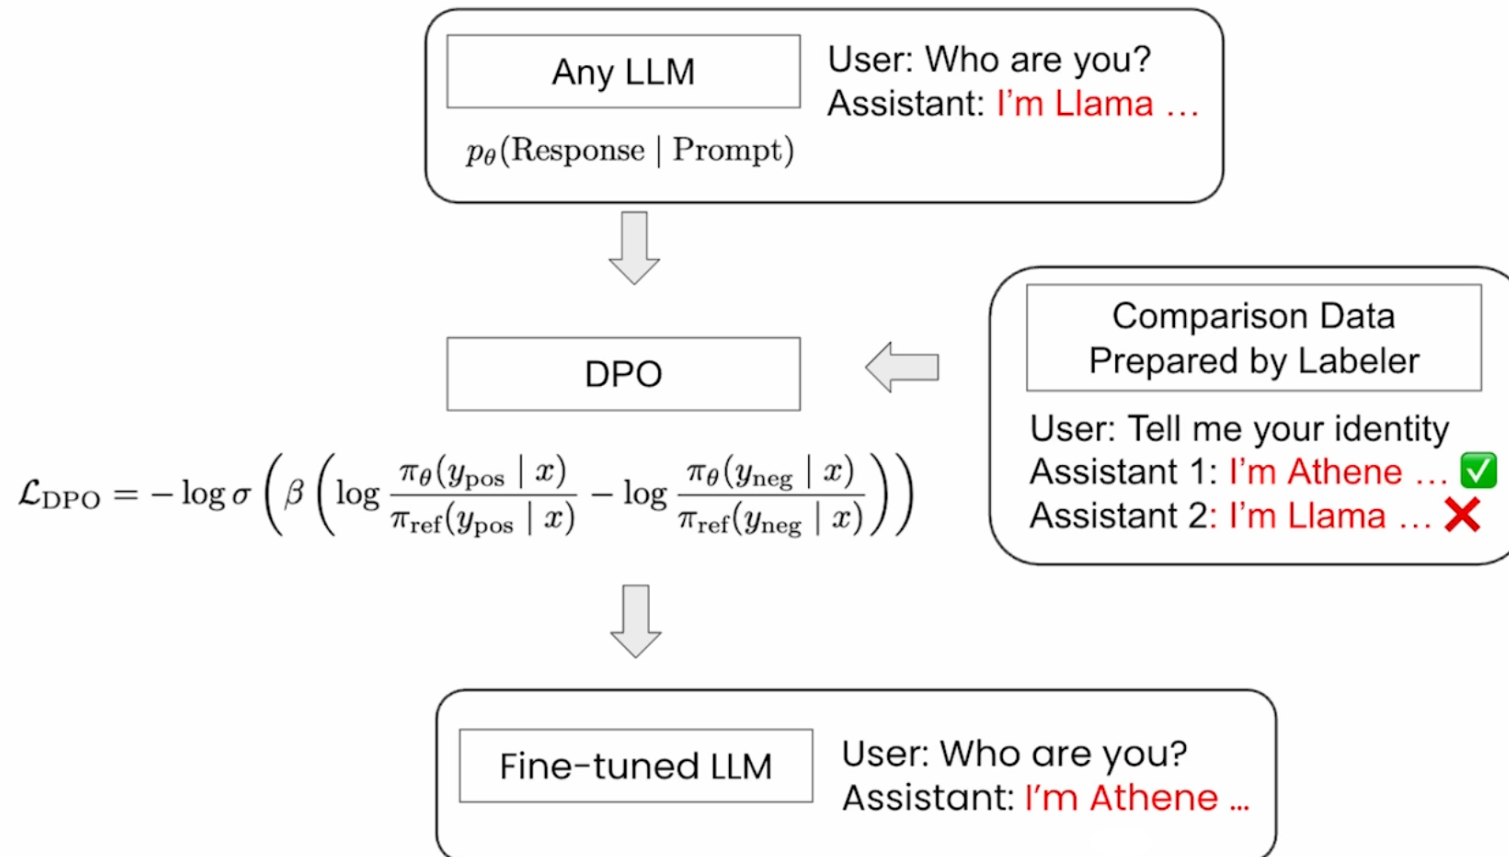 Any LLM
User: Who are you?
Assistant: I'm Llama ...
pθ(Response | Prompt)
Comparison Data
Prepared by Labeler
DPO
User: Tell me your identity
Assistant 1: I'm Athene ... ✅
Assistant 2: I'm Llama ... ❌
ℒ_DPO = − log σ ( β ( log π_θ(y_pos | x) / π_ref(y_pos | x) − log π_θ(y_neg | x) / π_ref(y_neg | x) ) )
Fine-tuned LLM
User: Who are you?
Assistant: I'm Athene ...